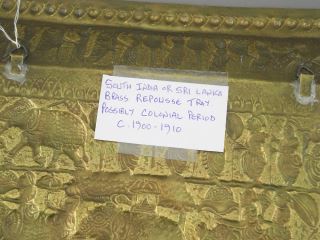 SOUTH INDIA OR SRI LANKA
BRASS REPOUSSE TRAY
POSSIBLY COLONIAL PERIOD
C. 1900-1910